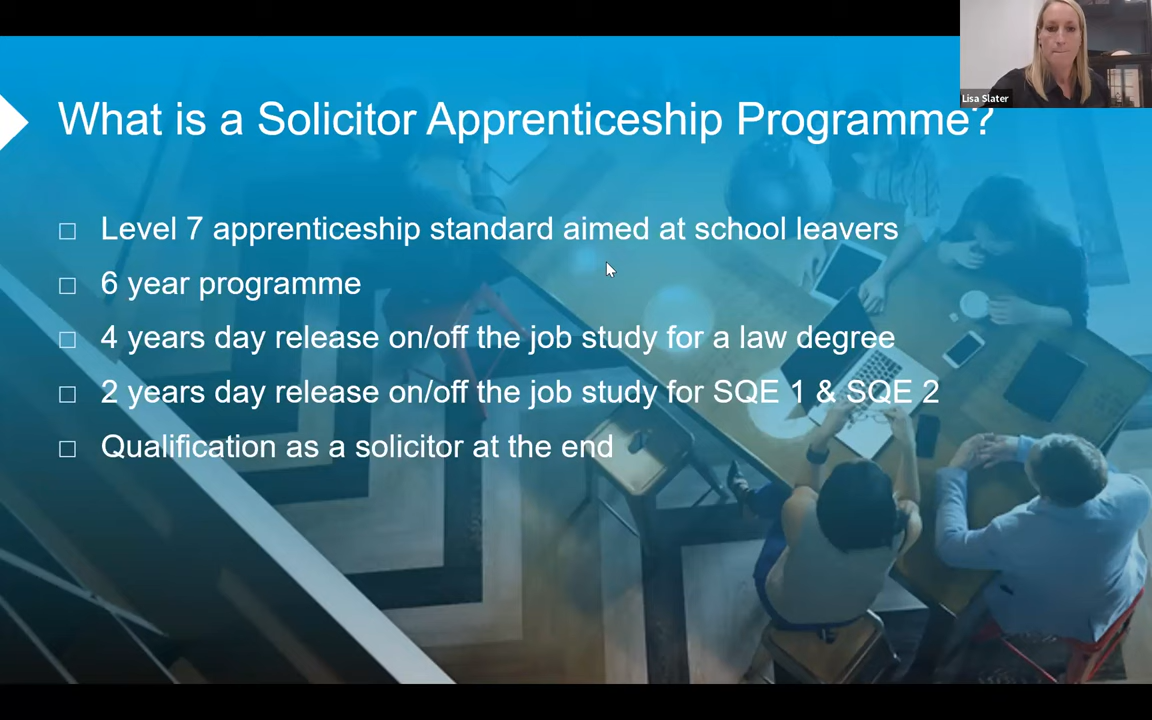 Lisa Slater
What is a Solicitor Apprenticeship Programme?
Level 7 apprenticeship standard aimed at school leavers
6 year programme
4 years day release on/off the job study for a law degree
2 years day release on/off the job study for SQE 1 & SQE 2
Qualification as a solicitor at the end